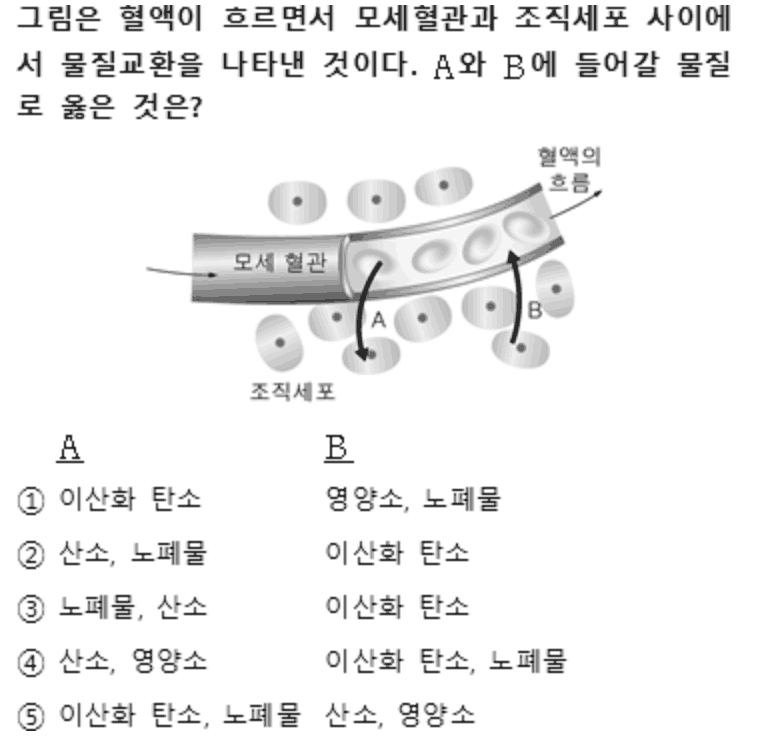 그림은 혈액이 흐르면서 모세혈관과 조직세포 사이에
서 물질교환을 나타낸 것이다. A와 B에 들어갈 물질
로 옳은 것은?
혈액의
흐름
모세 혈관
A
B
조직세포
A B
① 이산화 탄소 영양소, 노폐물
② 산소, 노폐물 이산화 탄소
③ 노폐물, 산소 이산화 탄소
④ 산소, 영양소 이산화 탄소, 노폐물
⑤ 이산화 탄소, 노폐물 산소, 영양소